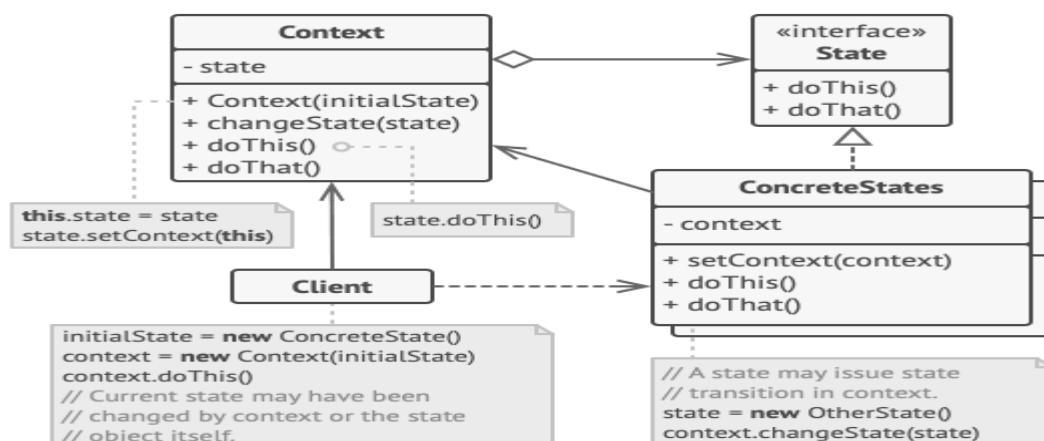 Context
- state
+ Context(initialState)
+ changeState(state)
+ doThis()
+ doThat()
«interface»
State
+ doThis()
+ doThat()
this.state = state
state.setContext(this)
state.doThis()
ConcreteStates
- context
+ setContext(context)
+ doThis()
+ doThat()
Client
initialState = new ConcreteState()
context = new Context(initialState)
context.doThis()
// Current state may have been
// changed by context or the state
// object itself.
// A state may issue state
// transition in context.
state = new OtherState()
context.changeState(state)